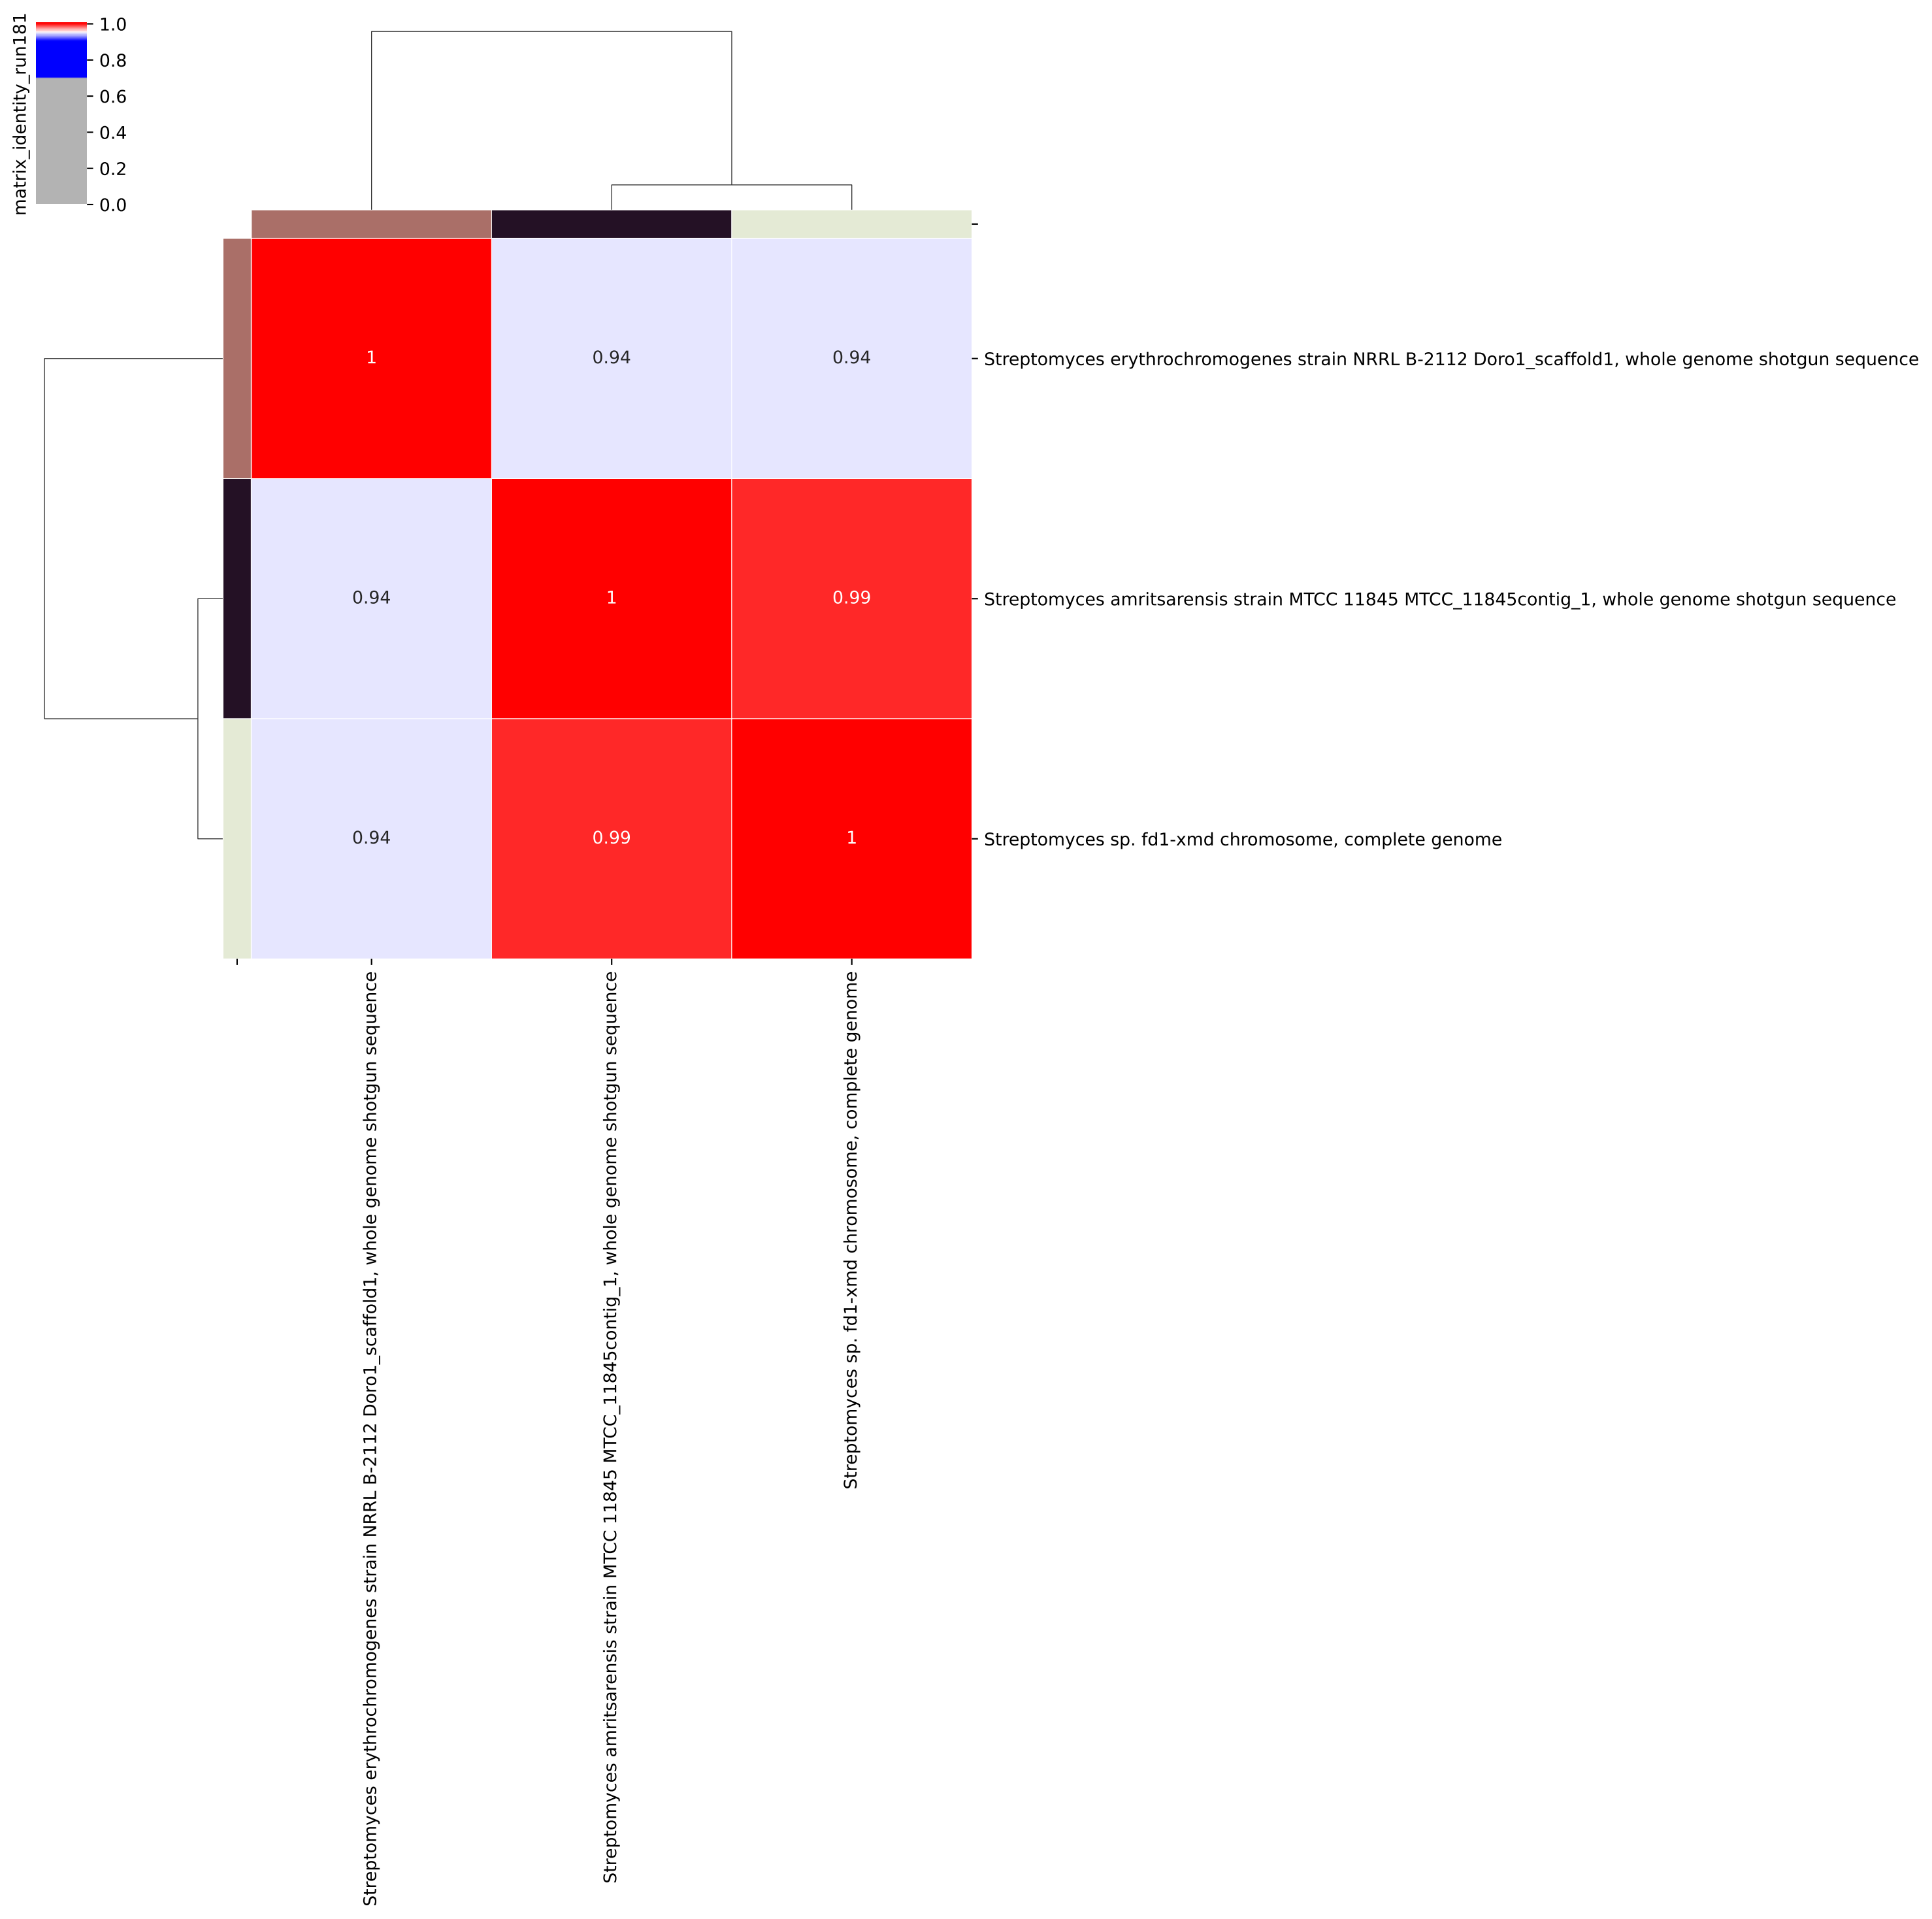 matrix_identity_run181
1.0
0.8
0.6
0.4
0.2
0.0
1 0.94 0.94
Streptomyces erythrochromogenes strain NRRL B-2112 Doro1_scaffold1, whole genome shotgun sequence
0.94 1 0.99
Streptomyces amritsarensis strain MTCC 11845 MTCC_11845contig_1, whole genome shotgun sequence
0.94 0.99 1
Streptomyces sp. fd1-xmd chromosome, complete genome
Streptomyces erythrochromogenes strain NRRL B-2112 Doro1_scaffold1, whole genome shotgun sequence
Streptomyces amritsarensis strain MTCC 11845 MTCC_11845contig_1, whole genome shotgun sequence
Streptomyces sp. fd1-xmd chromosome, complete genome